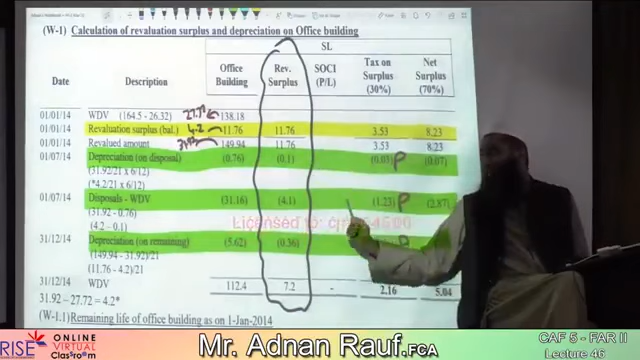 (W-1) Calculation of revaluation surplus and depreciation on Office building
SL
Date Description Office Building Rev. Surplus SOCI (P/L) Tax on Surplus (30%) Net Surplus (70%)
01/01/14 WDV (164.5 - 26.32) 27.72 138.18
01/01/14 Revaluation surplus (bal.) 4.2 11.76 11.76 3.53 8.23
01/01/14 Revalued amount 31.92 149.94 11.76 3.53 8.23
01/07/14 Depreciation (on disposal) (0.76) (0.1) (0.03) P (0.07)
(31.92/21 x 6/12)
(*4.2/21 x 6/12)
01/07/14 Disposals - WDV (31.16) (4.1) (1.23) P (2.87)
(31.92 - 0.76)
(4.2 – 0.1)
31/12/14 Depreciation (on remaining) (5.62) (0.36)
(149.94 - 31.92)/21
(11.76 - 4.2)/21
31/12/14 WDV 112.4 7.2 - 2.16 5.04
31.92 – 27.72 = 4.2*
(W-1.1) Remaining life of office building as on 1-Jan-2014
RISE ONLINE VIRTUAL Classroom
Mr. Adnan Rauf.FCA
CAF 5 - FAR II
Lecture 46